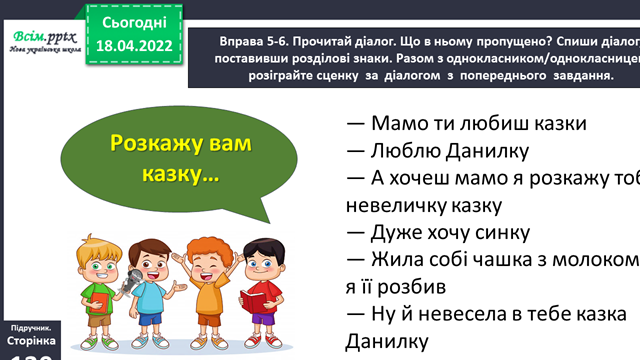 Всім.pptx
Нова українська школа
Сьогодні
18.04.2022
Вправа 5-6. Прочитай діалог. Що в ньому пропущено? Спиши діалог
поставивши розділові знаки. Разом з однокласником/однокласницею
розіграйте сценку за діалогом з попереднього завдання.
Розкажу вам
казку…
— Мамо ти любиш казки
— Люблю Данилку
— А хочеш мамо я розкажу
невеличку казку
— Дуже хочу синку
— Жила собі чашка з молоком
я її розбив
— Ну й невесела в тебе казка
Данилку
Підручник.
Сторінка